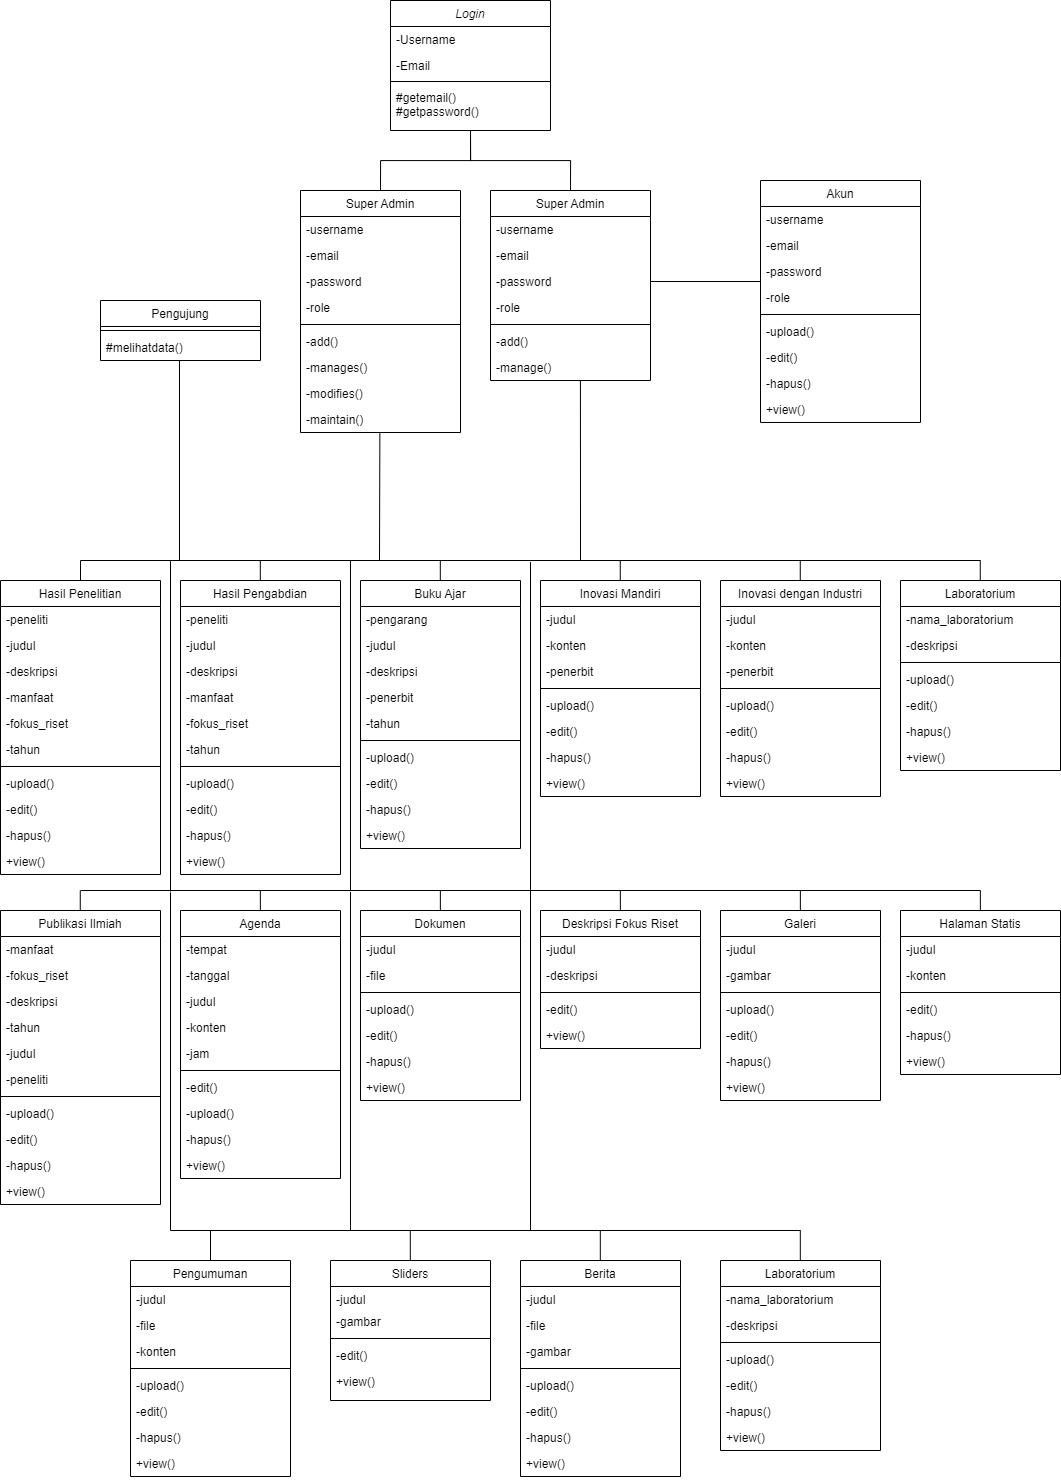 Login
-Username
-Email
#getemail()
#getpassword()
Super Admin
-username
-email
-password
-role
-add()
-manages()
-modifies()
-maintain()
Super Admin
-username
-email
-password
-role
-add()
-manage()
Akun
-username
-email
-password
-role
-upload()
-edit()
-hapus()
+view()
Pengujung
#melihatdata()
Hasil Penelitian
-peneliti
-judul
-deskripsi
-manfaat
-fokus_riset
-tahun
-upload()
-edit()
-hapus()
+view()
Hasil Pengabdian
-peneliti
-judul
-deskripsi
-manfaat
-fokus_riset
-tahun
-upload()
-edit()
-hapus()
+view()
Buku Ajar
-pengarang
-judul
-deskripsi
-penerbit
-tahun
-upload()
-edit()
-hapus()
+view()
Inovasi Mandiri
-judul
-konten
-penerbit
-upload()
-edit()
-hapus()
+view()
Inovasi dengan Industri
-judul
-konten
-penerbit
-upload()
-edit()
-hapus()
+view()
Laboratorium
-nama_laboratorium
-deskripsi
-upload()
-edit()
-hapus()
+view()
Publikasi Ilmiah
-manfaat
-fokus_riset
-deskripsi
-tahun
-judul
-peneliti
-upload()
-edit()
-hapus()
+view()
Agenda
-tempat
-tanggal
-judul
-konten
-jam
-edit()
-upload()
-hapus()
+view()
Dokumen
-judul
-file
-upload()
-edit()
-hapus()
+view()
Deskripsi Fokus Riset
-judul
-deskripsi
-edit()
+view()
Galeri
-judul
-gambar
-upload()
-edit()
-hapus()
+view()
Halaman Statis
-judul
-konten
-edit()
-hapus()
+view()
Pengumuman
-judul
-file
-konten
-upload()
-edit()
-hapus()
+view()
Sliders
-judul
-gambar
-edit()
+view()
Berita
-judul
-file
-gambar
-upload()
-edit()
-hapus()
+view()
Laboratorium
-nama_laboratorium
-deskripsi
-upload()
-edit()
-hapus()
+view()